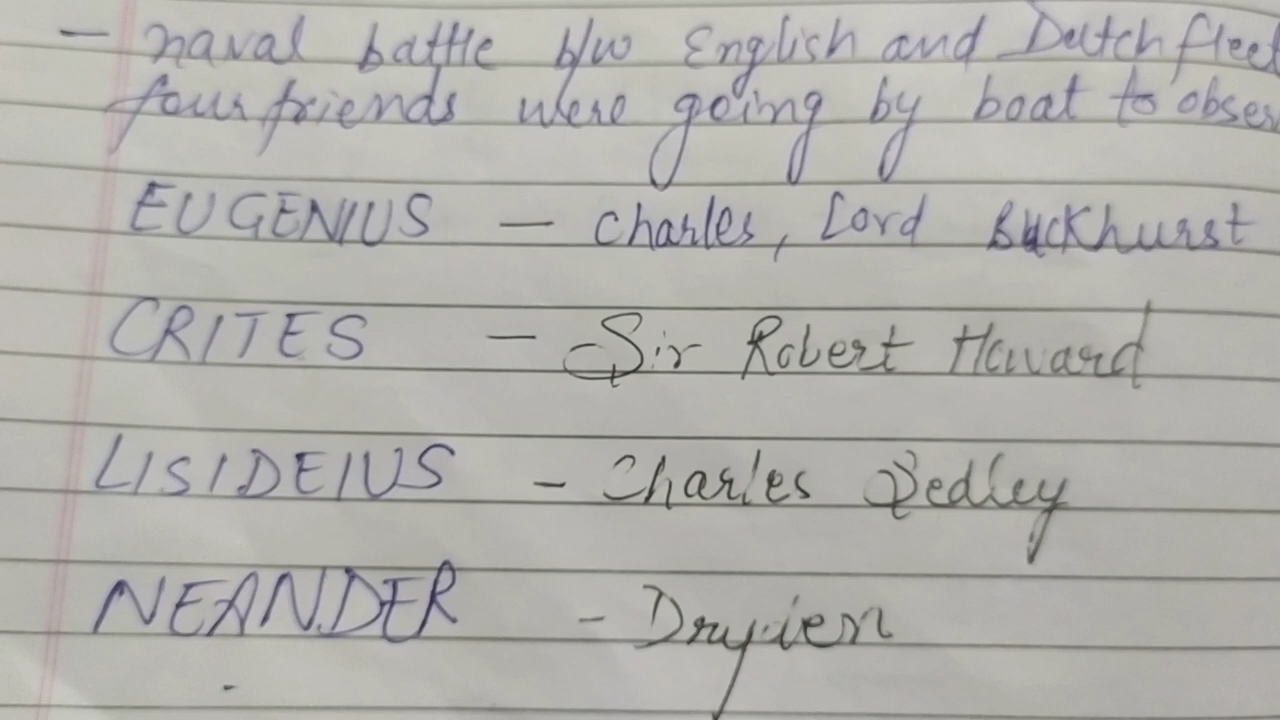 - naval battle b/w English and Dutch fleet
four friends were going by boat to obser
EUGENIUS - Charles, Lord Buckhurst
CRITES - Sir Robert Howard
LISIDEIUS - Charles Sedley
NEANDER - Dryden